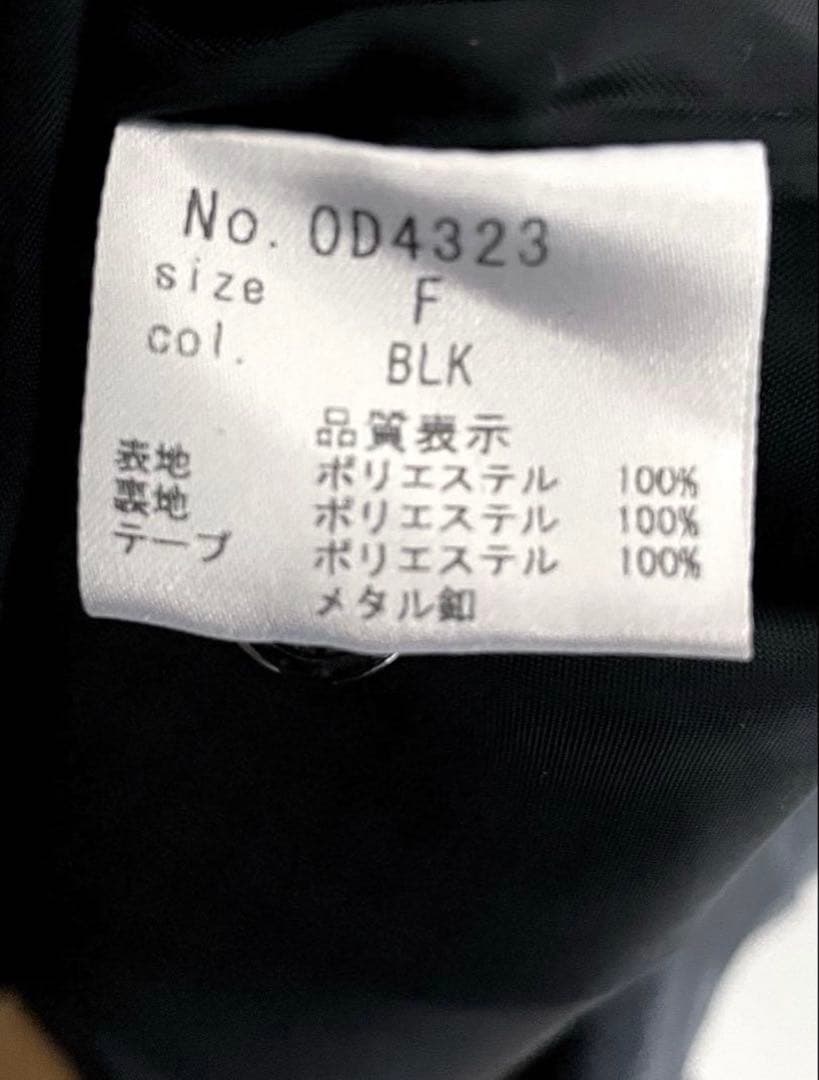 No. 0D4323
size F
col. BLK
品質表示
表地 ポリエステル 100%
裏地 ポリエステル 100%
テープ ポリエステル 100%
メタル釦